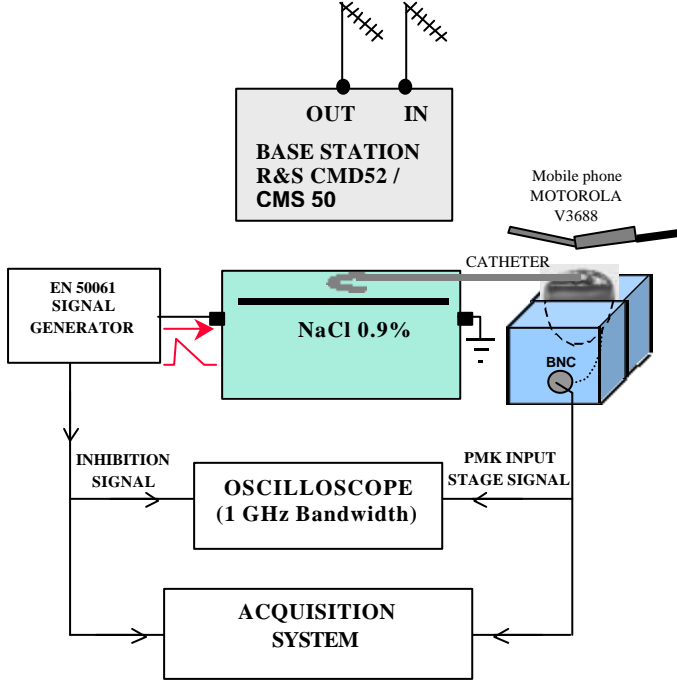 OUT IN
BASE STATION
R&S CMD52 /
CMS 50
Mobile phone
MOTOROLA
V3688
CATHETER
EN 50061
SIGNAL
GENERATOR
NaCl 0.9%
BNC
INHIBITION
SIGNAL
PMK INPUT
STAGE SIGNAL
OSCILLOSCOPE
(1 GHz Bandwidth)
ACQUISITION
SYSTEM